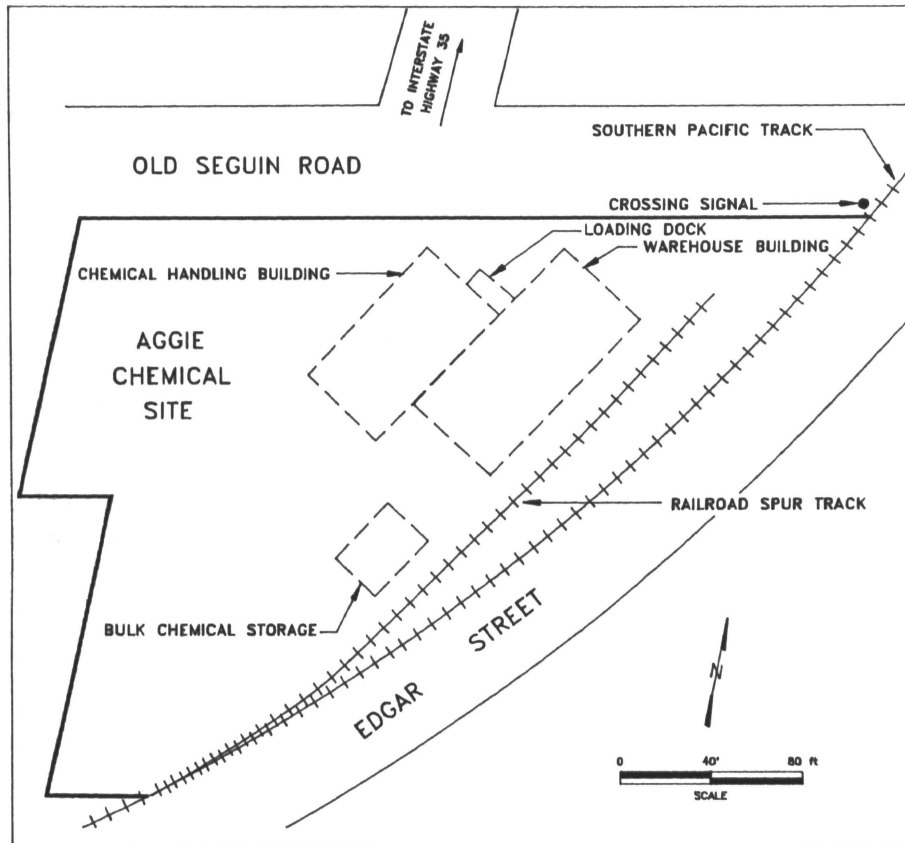 TO INTERSTATE
HIGHWAY 35
SOUTHERN PACIFIC TRACK
OLD SEGUIN ROAD
CROSSING SIGNAL
LOADING DOCK
WAREHOUSE BUILDING
CHEMICAL HANDLING BUILDING
AGGIE
CHEMICAL
SITE
RAILROAD SPUR TRACK
BULK CHEMICAL STORAGE
EDGAR STREET
N
0 40' 80 ft
SCALE